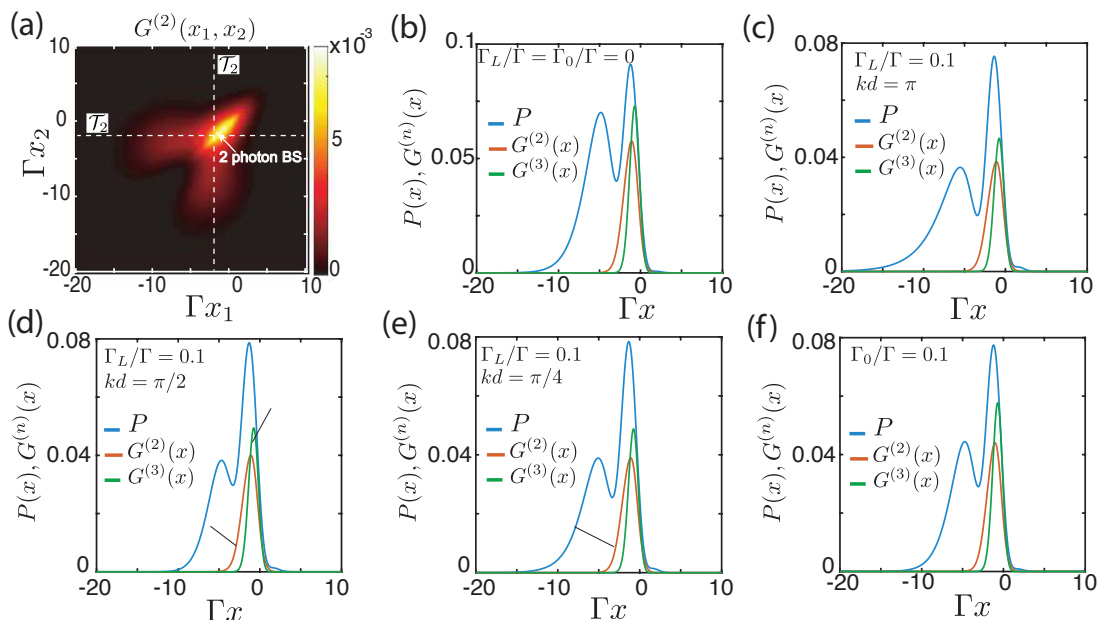 (a)
G^(2)(x_1, x_2)
×10^-3
10
0
-10
-20
Γx_2
𝒯_2
𝒯_2
2 photon BS
5
0
-20 -10 0 10
Γx_1
(b)
0.1
0.05
0
P(x), G^(n)(x)
Γ_L/Γ = Γ_0/Γ = 0
P
G^(2)(x)
G^(3)(x)
-20 -10 0 10
Γx
(c)
0.08
0.04
0
P(x), G^(n)(x)
Γ_L/Γ = 0.1
kd = π
P
G^(2)(x)
G^(3)(x)
-20 -10 0 10
Γx
(d)
0.08
0.04
0
P(x), G^(n)(x)
Γ_L/Γ = 0.1
kd = π/2
P
G^(2)(x)
G^(3)(x)
-20 -10 0 10
Γx
(e)
0.08
0.04
0
P(x), G^(n)(x)
Γ_L/Γ = 0.1
kd = π/4
P
G^(2)(x)
G^(3)(x)
-20 -10 0 10
Γx
(f)
0.08
0.04
0
P(x), G^(n)(x)
Γ_0/Γ = 0.1
P
G^(2)(x)
G^(3)(x)
-20 -10 0 10
Γx